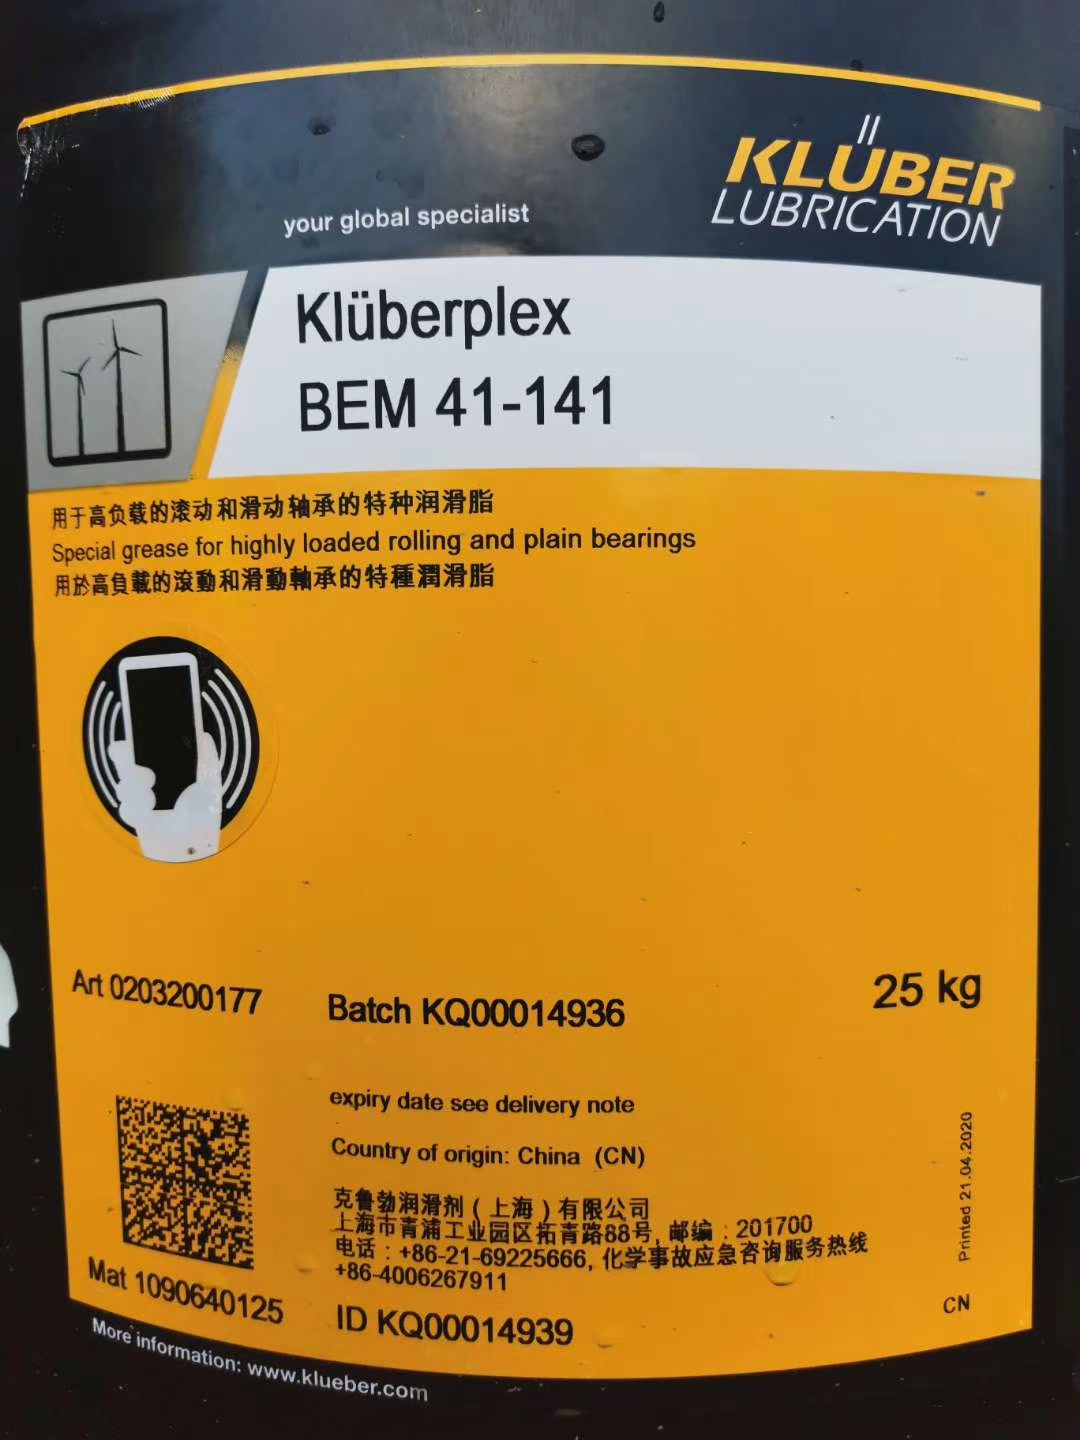 KLÜBER
LUBRICATION
your global specialist
Klüberplex
BEM 41-141
用于高负载的滚动和滑动轴承的特种润滑脂
Special grease for highly loaded rolling and plain bearings
用於高負載的滾動和滑動軸承的特種潤滑脂
Art 0203200177
Batch KQ00014936
25 kg
expiry date see delivery note
Country of origin: China (CN)
克鲁勃润滑剂（上海）有限公司
上海市青浦工业园区拓青路88号, 邮编：201700
电话：+86-21-69225666, 化学事故应急咨询服务热线
+86-4006267911
Mat 1090640125
ID KQ00014939
Printed 21.04.2020
CN
More information: www.klueber.com